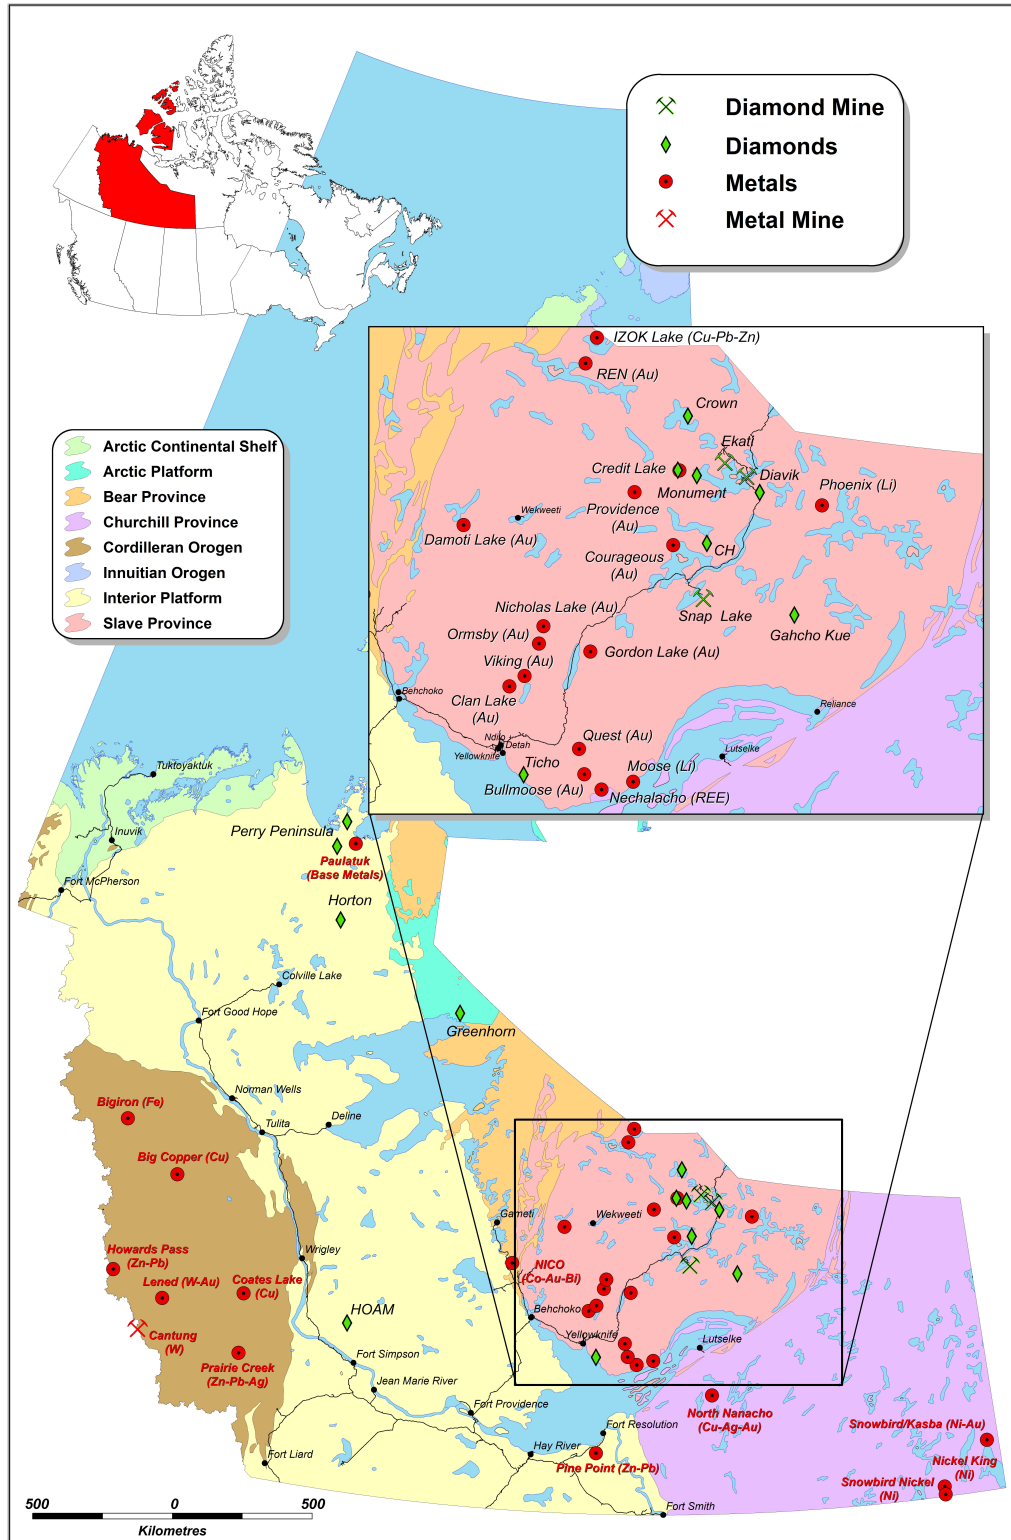 Diamond Mine
Diamonds
Metals
Metal Mine
Arctic Continental Shelf
Arctic Platform
Bear Province
Churchill Province
Cordilleran Orogen
Innuitian Orogen
Interior Platform
Slave Province
IZOK Lake (Cu-Pb-Zn)
REN (Au)
Crown
Ekati
Credit Lake
Diavik
Monument
Phoenix (Li)
Providence
(Au)
Wekweeti
Damoti Lake (Au)
Courageous
(Au)
CH
Nicholas Lake (Au)
Snap Lake
Gahcho Kue
Ormsby (Au)
Gordon Lake (Au)
Viking (Au)
Clan Lake
(Au)
Behchoko
Reliance
Ndilo
Detah
Yellowknife
Quest (Au)
Lutselke
Ticho
Moose (Li)
Bullmoose (Au)
Nechalacho (REE)
Tuktoyaktuk
Inuvik
Perry Peninsula
Paulatuk
(Base Metals)
Fort McPherson
Horton
Colville Lake
Fort Good Hope
Greenhorn
Norman Wells
Bigiron (Fe)
Tulita
Deline
Big Copper (Cu)
Gameti
Wekweeti
Howards Pass
(Zn-Pb)
Wrigley
Lened (W-Au)
Coates Lake
(Cu)
NICO
(Co-Au-Bi)
HOAM
Behchoko
Cantung
(W)
Yellowknife
Lutselke
Prairie Creek
(Zn-Pb-Ag)
Fort Simpson
Jean Marie River
Fort Providence
North Nanacho
(Cu-Ag-Au)
Snowbird/Kasba (Ni-Au)
Fort Resolution
Fort Liard
Hay River
Pine Point (Zn-Pb)
Nickel King
(Ni)
Snowbird Nickel
(Ni)
Fort Smith
500 0 500
Kilometres